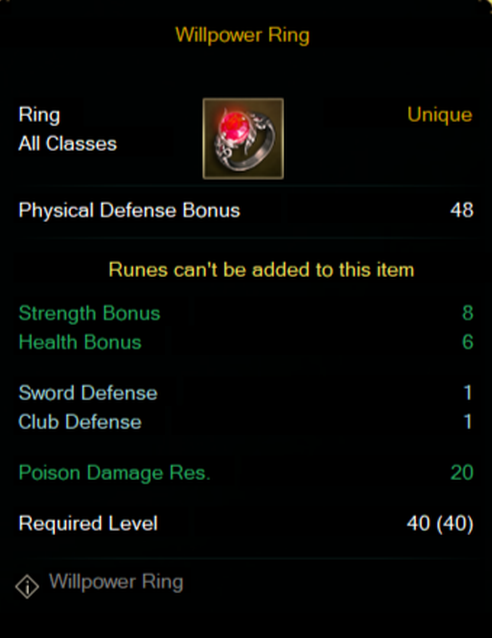 Willpower Ring
Ring
Unique
All Classes
Physical Defense Bonus 48
Runes can't be added to this item
Strength Bonus 8
Health Bonus 6
Sword Defense 1
Club Defense 1
Poison Damage Res. 20
Required Level 40 (40)
Willpower Ring